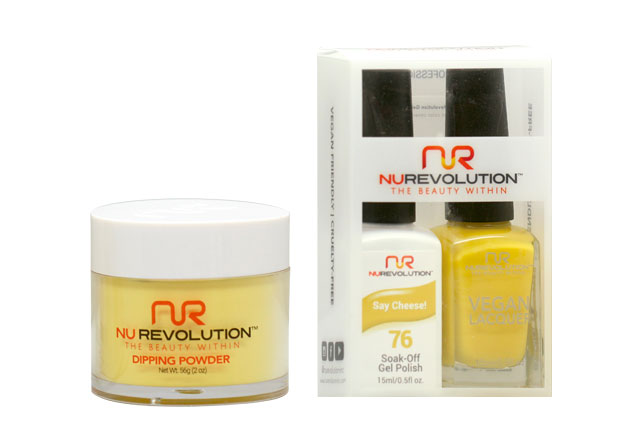 NR
NU REVOLUTION™
THE BEAUTY WITHIN
DIPPING POWDER
Net Wt. 56g (2 oz)
VEGAN FRIENDLY | CRUELTY-FREE
NR
NUREVOLUTION™
THE BEAUTY WITHIN
NR
NUREVOLUTION™
Say Cheese!
76
Soak-Off
Gel Polish
15ml/0.5fl oz.
NUREVOLUTION
VEGAN
LACQUER